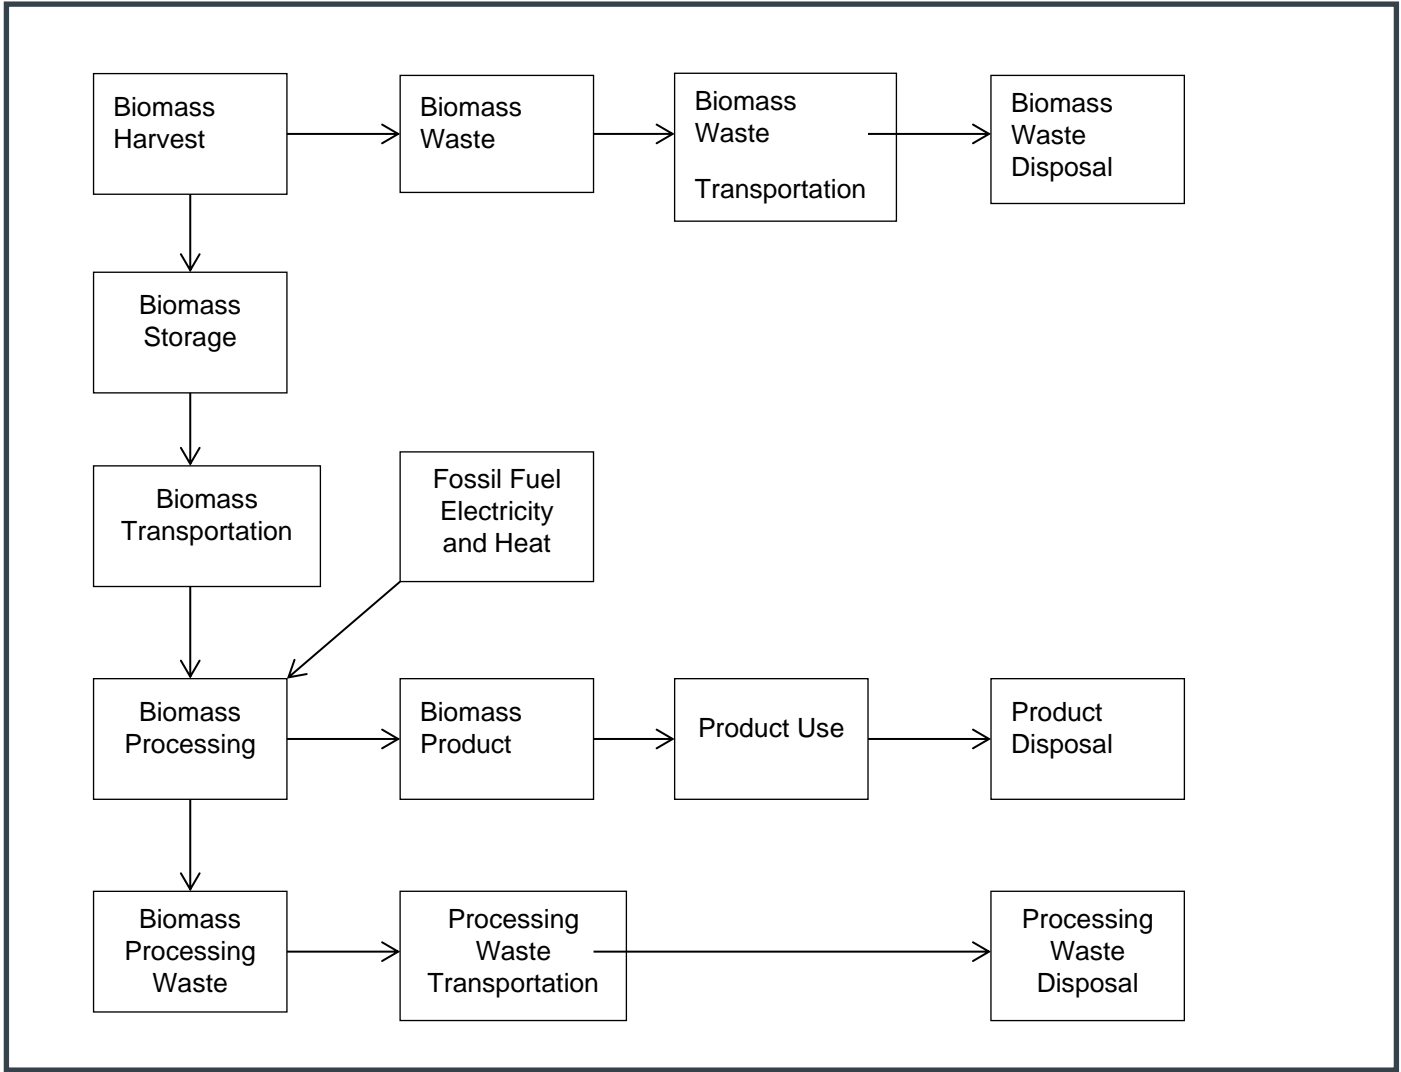 Biomass
Harvest
Biomass
Waste
Biomass
Waste
Transportation
Biomass
Waste
Disposal
Biomass
Storage
Biomass
Transportation
Fossil Fuel
Electricity
and Heat
Biomass
Processing
Biomass
Product
Product Use
Product
Disposal
Biomass
Processing
Waste
Processing
Waste
Transportation
Processing
Waste
Disposal